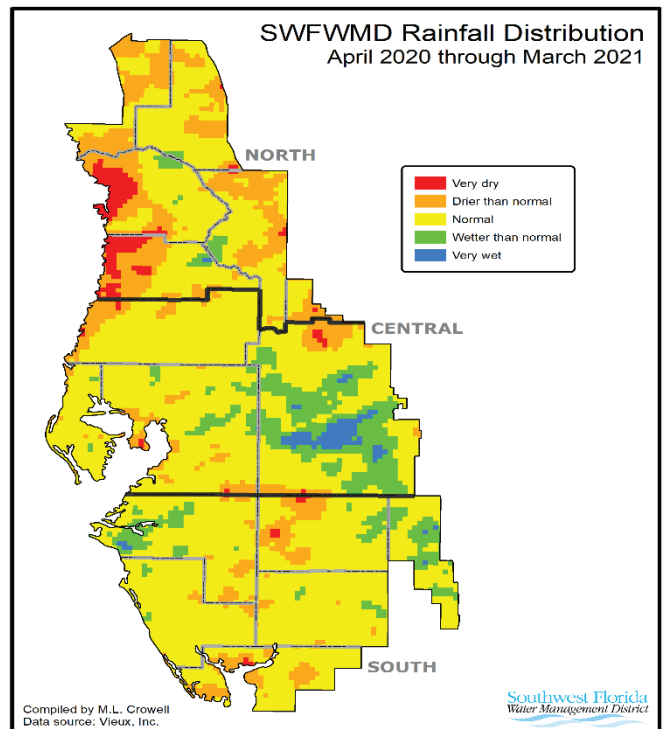 SWFWMD Rainfall Distribution
April 2020 through March 2021
NORTH
Very dry
Drier than normal
Normal
Wetter than normal
Very wet
CENTRAL
SOUTH
Compiled by M.L. Crowell
Data source: Vieux, Inc.
Southwest Florida
Water Management District